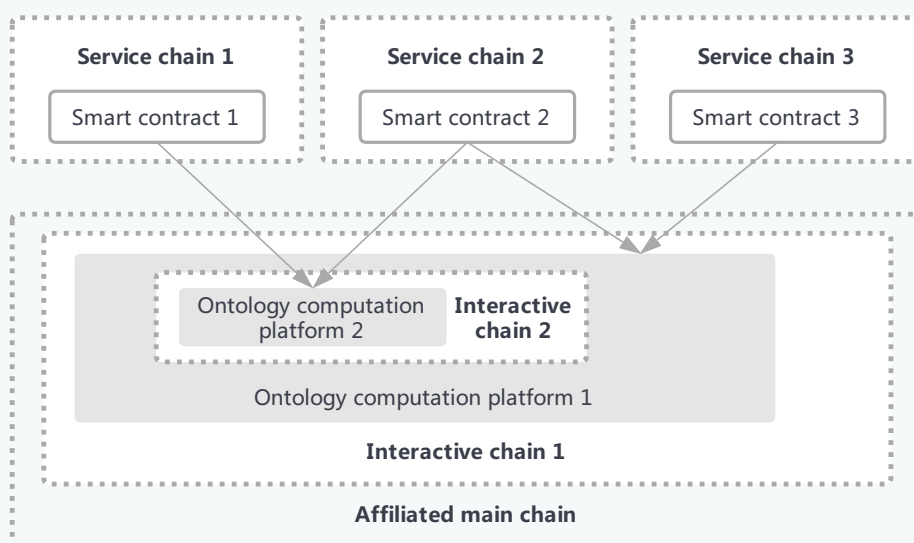 Service chain 1
Service chain 2
Service chain 3
Smart contract 1
Smart contract 2
Smart contract 3
Ontology computation
platform 2
Interactive
chain 2
Ontology computation platform 1
Interactive chain 1
Affiliated main chain